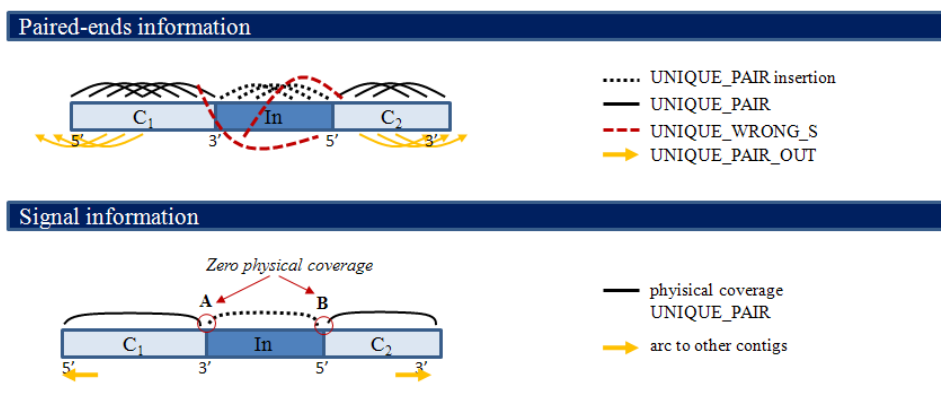 Paired-ends information
UNIQUE_PAIR insertion
C1 In C2
UNIQUE_PAIR
UNIQUE_WRONG_S
5’ 3’ 5’ 3’
UNIQUE_PAIR_OUT
Signal information
Zero physical coverage
A B
phyisical coverage
UNIQUE_PAIR
C1 In C2
arc to other contigs
5’ 3’ 5’ 3’